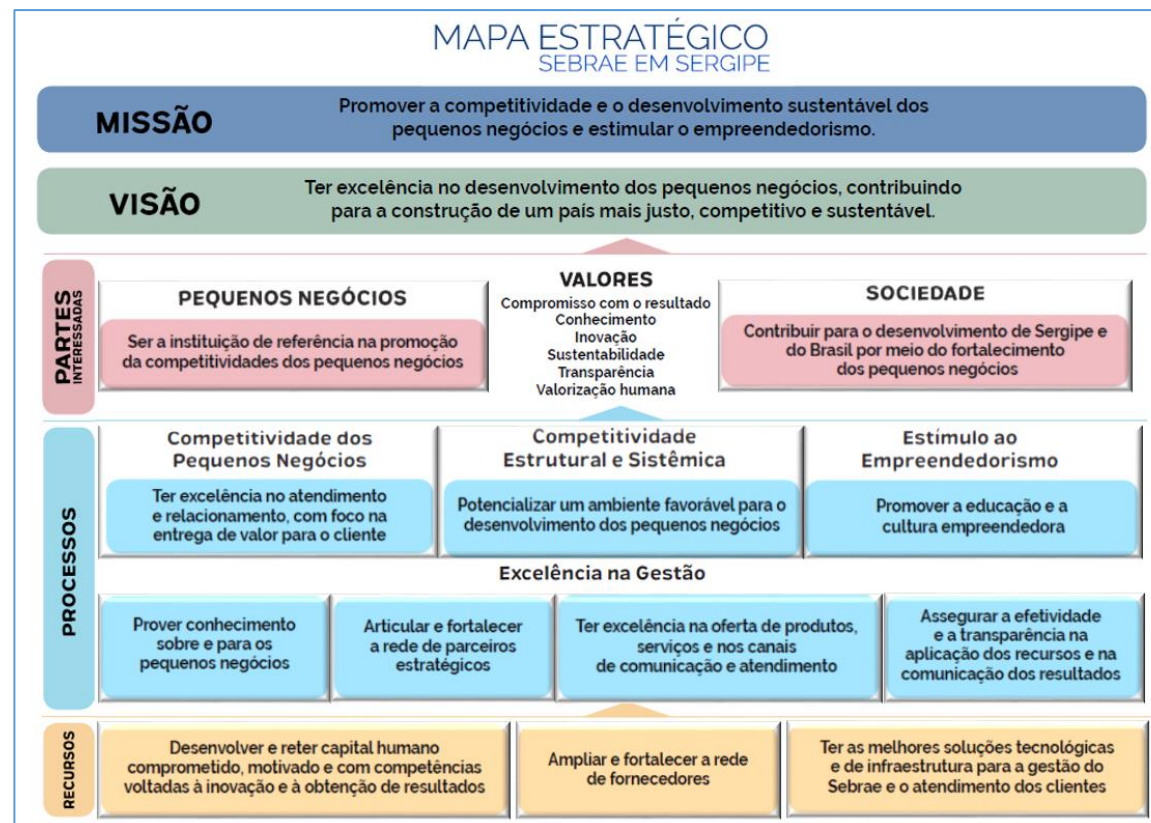 MAPA ESTRATÉGICO
SEBRAE EM SERGIPE
MISSÃO
Promover a competitividade e o desenvolvimento sustentável dos
pequenos negócios e estimular o empreendedorismo.
VISÃO
Ter excelência no desenvolvimento dos pequenos negócios, contribuindo
para a construção de um país mais justo, competitivo e sustentável.
PARTES
INTERESSADAS
PEQUENOS NEGÓCIOS
Ser a instituição de referência na promoção
da competitividades dos pequenos negócios
VALORES
Compromisso com o resultado
Conhecimento
Inovação
Sustentabilidade
Transparência
Valorização humana
SOCIEDADE
Contribuir para o desenvolvimento de Sergipe e
do Brasil por meio do fortalecimento
dos pequenos negócios
PROCESSOS
Competitividade dos
Pequenos Negócios
Ter excelência no atendimento
e relacionamento, com foco na
entrega de valor para o cliente
Competitividade
Estrutural e Sistêmica
Potencializar um ambiente favorável para o
desenvolvimento dos pequenos negócios
Estímulo ao
Empreendedorismo
Promover a educação e a
cultura empreendedora
Excelência na Gestão
Prover conhecimento
sobre e para os
pequenos negócios
Articular e fortalecer
a rede de parceiros
estratégicos
Ter excelência na oferta de produtos,
serviços e nos canais
de comunicação e atendimento
Assegurar a efetividade
e a transparência na
aplicação dos recursos e na
comunicação dos resultados
RECURSOS
Desenvolver e reter capital humano
comprometido, motivado e com competências
voltadas à inovação e à obtenção de resultados
Ampliar e fortalecer a rede
de fornecedores
Ter as melhores soluções tecnológicas
e de infraestrutura para a gestão do
Sebrae e o atendimento dos clientes